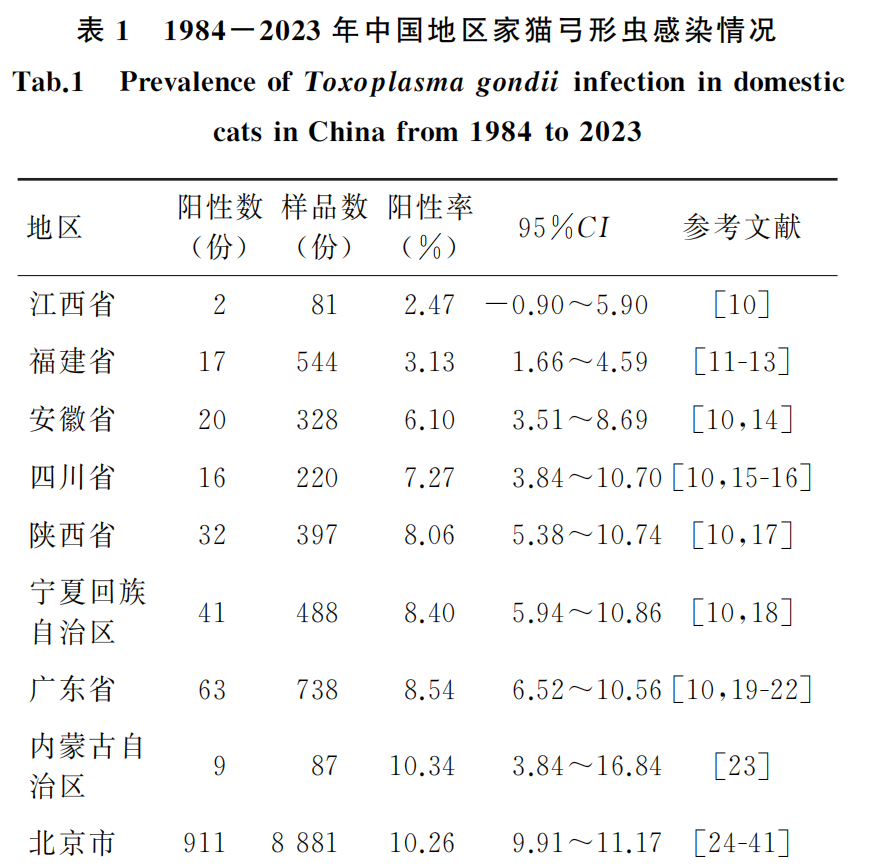 表 1 1984－2023 年中国地区家猫弓形虫感染情况
Tab.1 Prevalence of Toxoplasma gondii infection in domestic
cats in China from 1984 to 2023
地区 阳性数（份） 样品数（份） 阳性率（%） 95%CI 参考文献
江西省 2 81 2.47 －0.90～5.90 [10]
福建省 17 544 3.13 1.66～4.59 [11-13]
安徽省 20 328 6.10 3.51～8.69 [10,14]
四川省 16 220 7.27 3.84～10.70 [10,15-16]
陕西省 32 397 8.06 5.38～10.74 [10,17]
宁夏回族自治区 41 488 8.40 5.94～10.86 [10,18]
广东省 63 738 8.54 6.52～10.56 [10,19-22]
内蒙古自治区 9 87 10.34 3.84～16.84 [23]
北京市 911 8 881 10.26 9.91～11.17 [24-41]